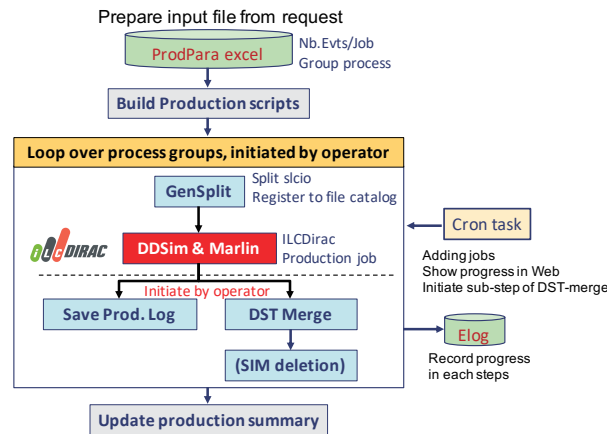 Prepare input file from request
ProdPara excel
Nb.Evts/Job
Group process
Build Production scripts
Loop over process groups, initiated by operator
GenSplit
Split slcio
Register to file catalog
ilc DIRAC
DDSim & Marlin
ILCDirac
Production job
Initiate by operator
Save Prod. Log
DST Merge
(SIM deletion)
Cron task
Adding jobs
Show progress in Web
Initiate sub-step of DST-merge
Elog
Record progress
in each steps
Update production summary